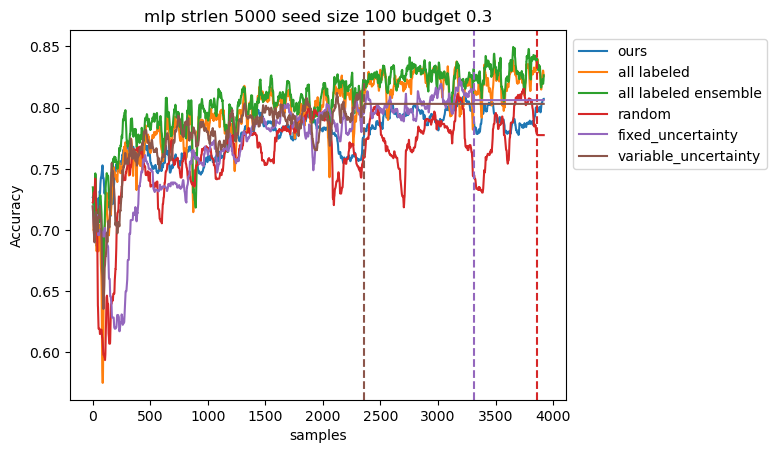 mlp strlen 5000 seed size 100 budget 0.3
Accuracy
0.85
0.80
0.75
0.70
0.65
0.60
0 500 1000 1500 2000 2500 3000 3500 4000
samples
ours
all labeled
all labeled ensemble
random
fixed_uncertainty
variable_uncertainty